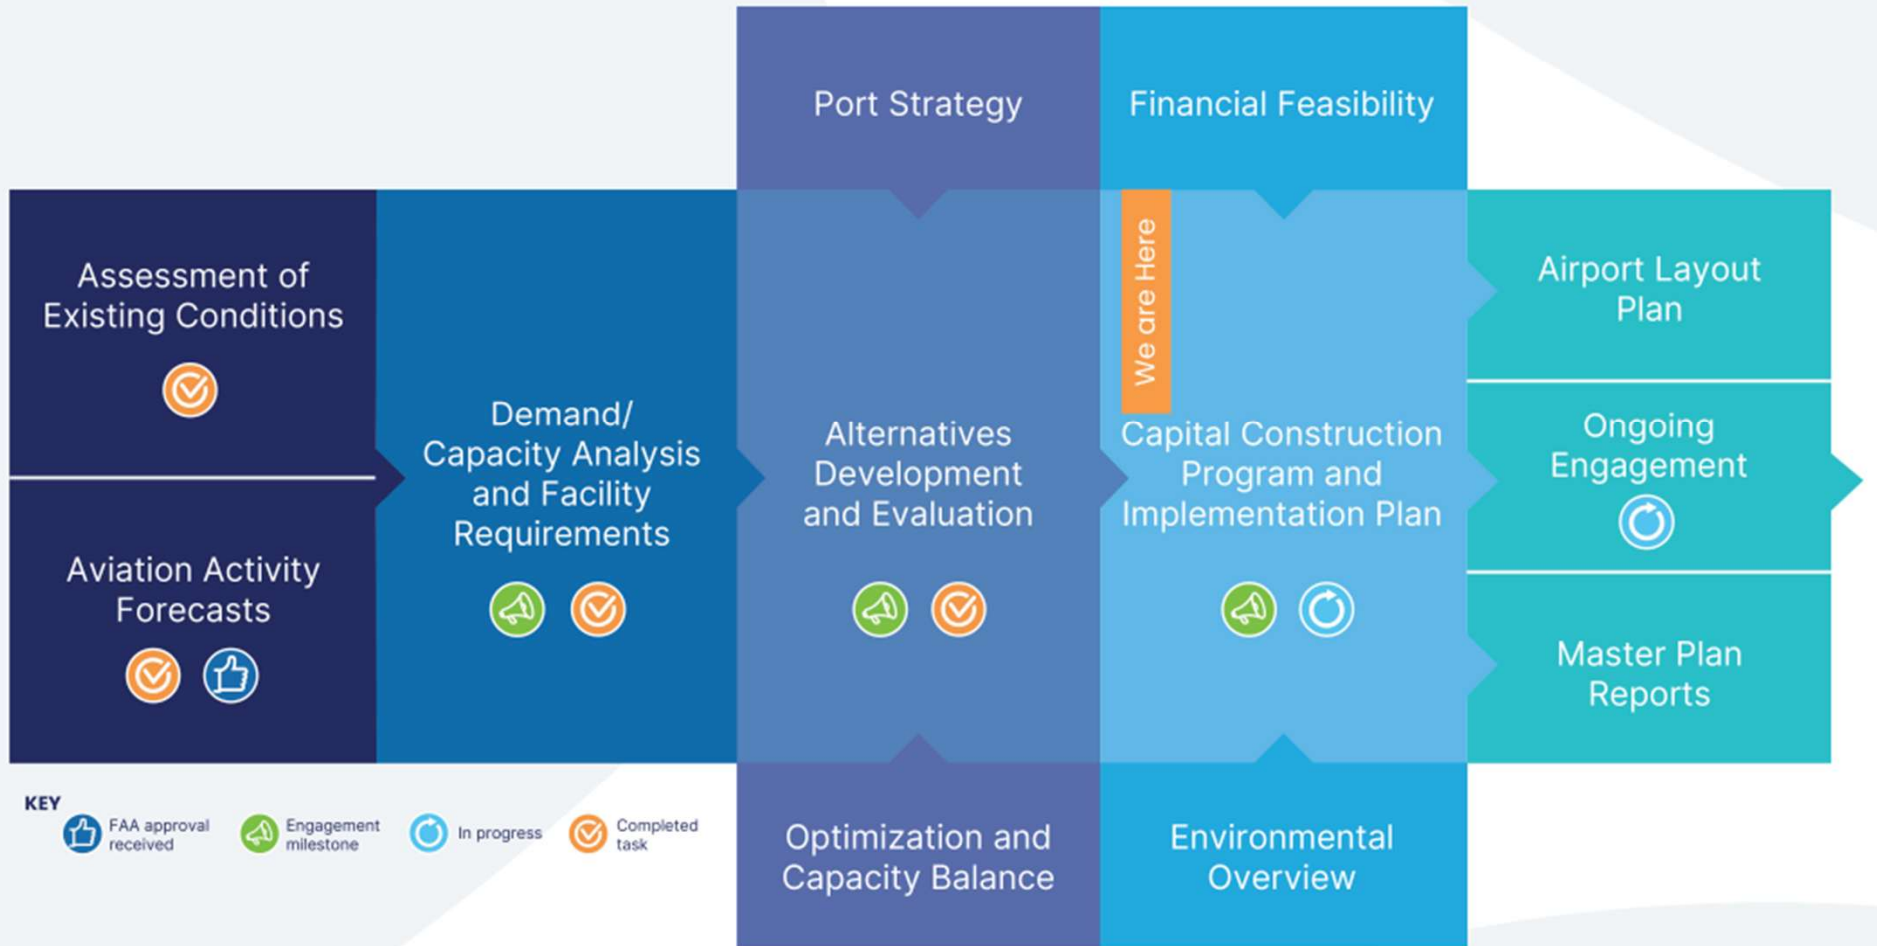 Port Strategy
Financial Feasibility
Assessment of
Existing Conditions
Aviation Activity
Forecasts
Demand/
Capacity Analysis
and Facility
Requirements
Alternatives
Development
and Evaluation
We are Here
Capital Construction
Program and
Implementation Plan
Airport Layout
Plan
Ongoing
Engagement
Master Plan
Reports
Optimization and
Capacity Balance
Environmental
Overview
KEY
FAA approval
received
Engagement
milestone
In progress
Completed
task